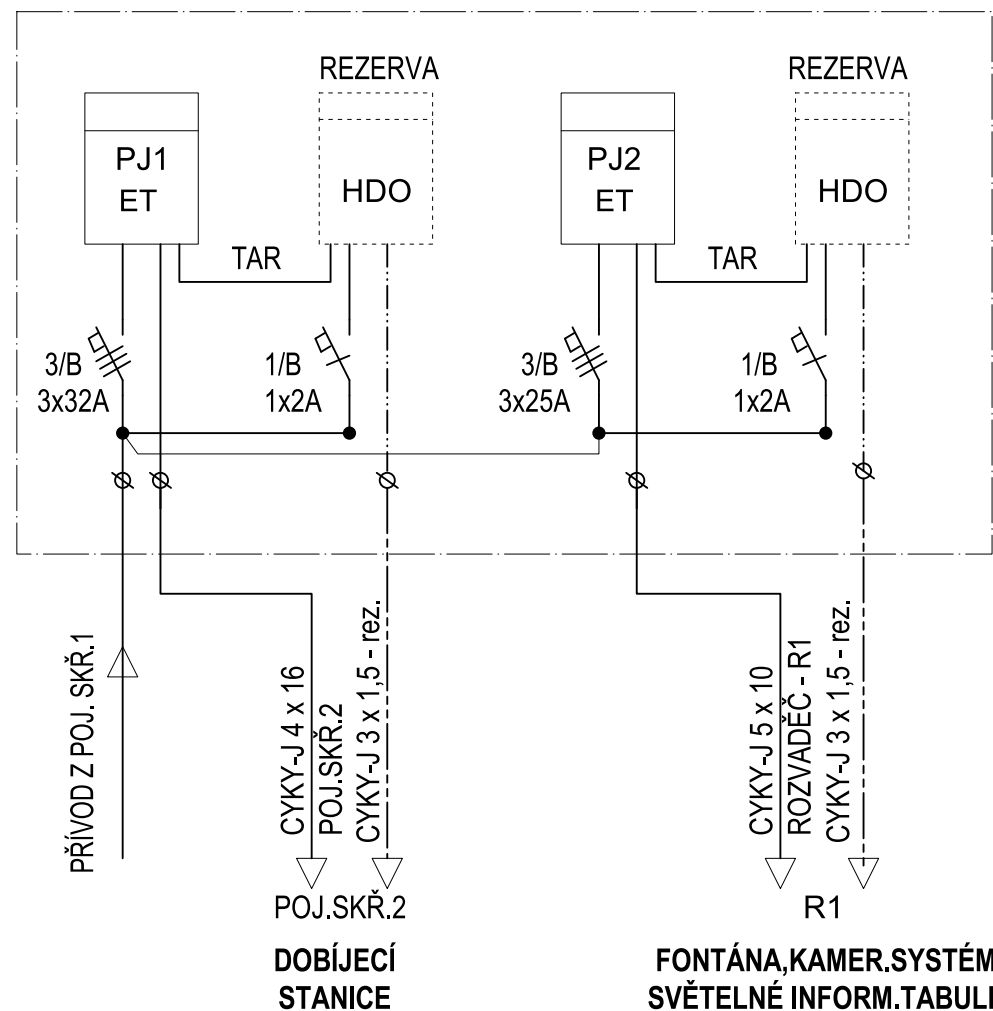 REZERVA
REZERVA
PJ1
ET
HDO
PJ2
ET
HDO
TAR
TAR
3/B
3x32A
1/B
1x2A
3/B
3x25A
1/B
1x2A
PŘÍVOD Z POJ. SKŘ.1
CYKY-J 4 x 16
POJ.SKŘ.2
CYKY-J 3 x 1,5 - rez.
CYKY-J 5 x 10
ROZVADĚČ - R1
CYKY-J 3 x 1,5 - rez.
POJ.SKŘ.2
R1
DOBÍJECÍ
STANICE
FONTÁNA,KAMER.SYSTÉM
SVĚTELNÉ INFORM.